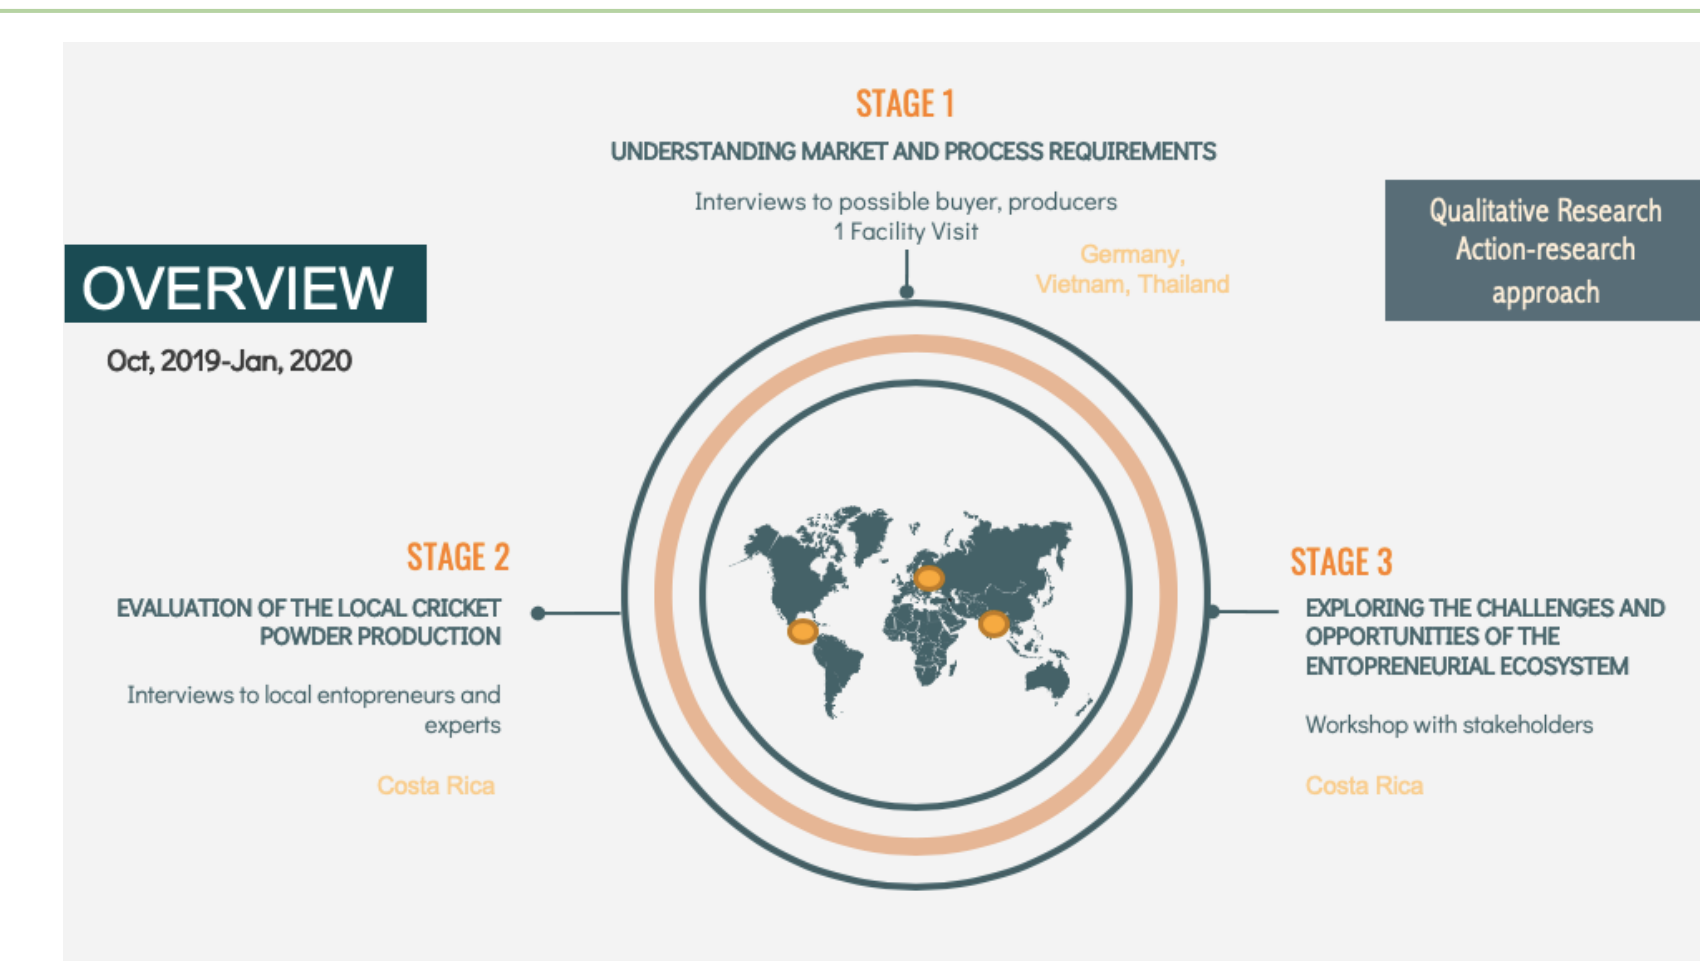 STAGE 1
UNDERSTANDING MARKET AND PROCESS REQUIREMENTS
Interviews to possible buyer, producers
1 Facility Visit
Germany,
Vietnam, Thailand
Qualitative Research
Action-research
approach
OVERVIEW
Oct, 2019-Jan, 2020
STAGE 2
EVALUATION OF THE LOCAL CRICKET
POWDER PRODUCTION
Interviews to local entopreneurs and
experts
Costa Rica
STAGE 3
EXPLORING THE CHALLENGES AND
OPPORTUNITIES OF THE
ENTOPRENEURIAL ECOSYSTEM
Workshop with stakeholders
Costa Rica